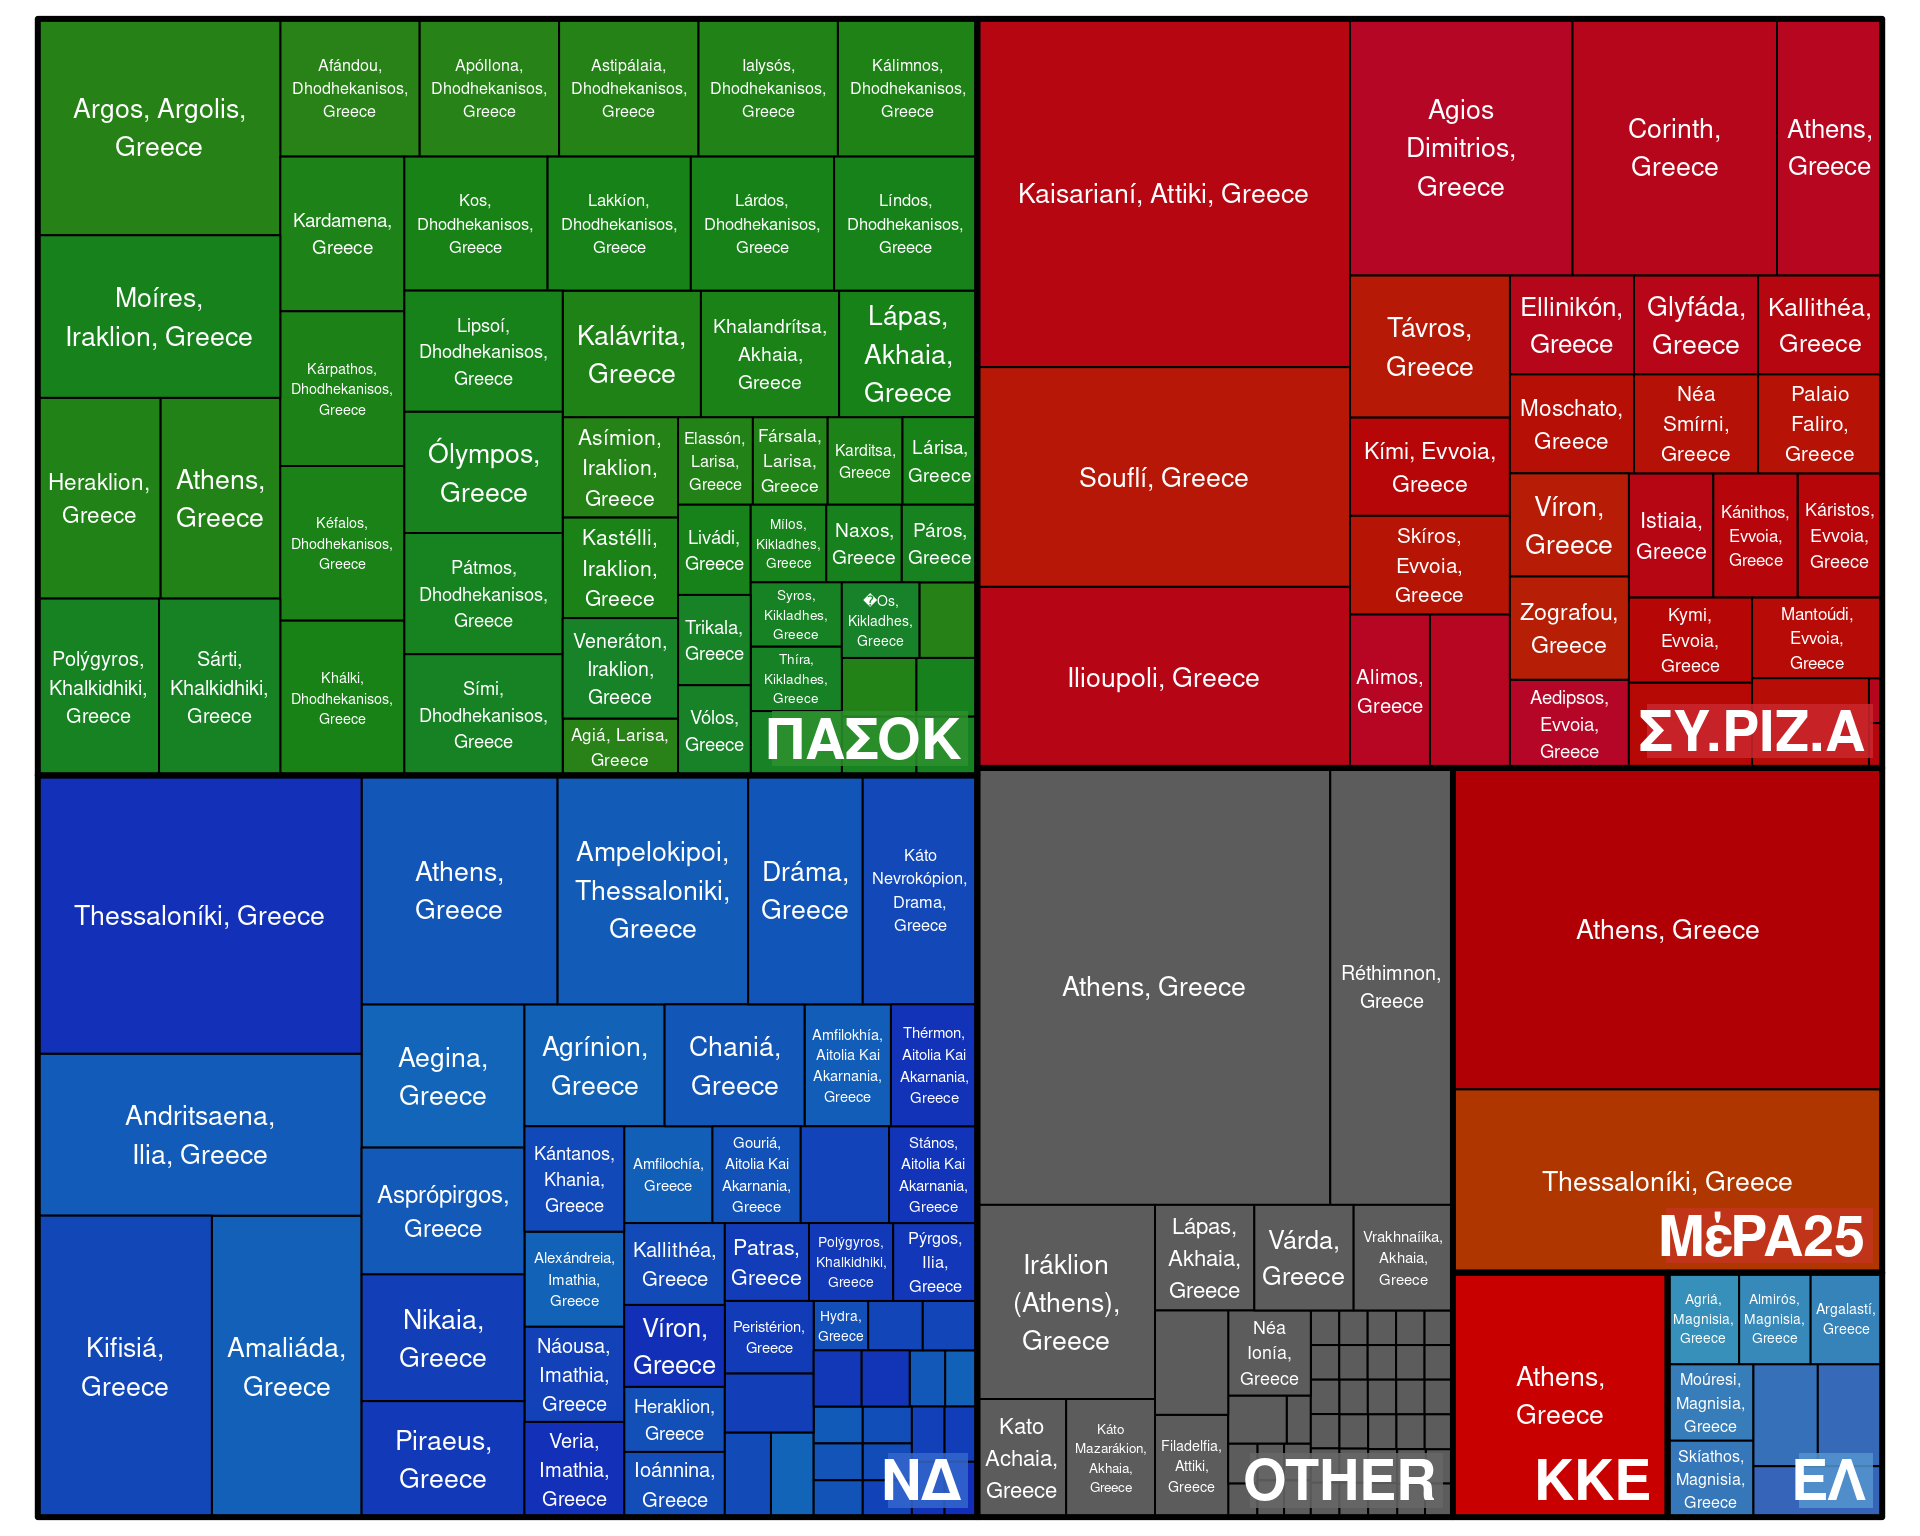 Argos, Argolis,
Greece
Moíres,
Iraklion, Greece
Heraklion,
Greece
Athens,
Greece
Polýgyros,
Khalkidhiki,
Greece
Sárti,
Khalkidhiki,
Greece
Afándou,
Dhodhekanisos,
Greece
Apóllona,
Dhodhekanisos,
Greece
Astipálaia,
Dhodhekanisos,
Greece
Ialysós,
Dhodhekanisos,
Greece
Kálimnos,
Dhodhekanisos,
Greece
Kardamena,
Greece
Kárpathos,
Dhodhekanisos,
Greece
Kéfalos,
Dhodhekanisos,
Greece
Khálki,
Dhodhekanisos,
Greece
Kos,
Dhodhekanisos,
Greece
Lakkíon,
Dhodhekanisos,
Greece
Lárdos,
Dhodhekanisos,
Greece
Líndos,
Dhodhekanisos,
Greece
Lipsoí,
Dhodhekanisos,
Greece
Ólympos,
Greece
Pátmos,
Dhodhekanisos,
Greece
Sími,
Dhodhekanisos,
Greece
Kalávrita,
Greece
Khalandrítsa,
Akhaia,
Greece
Lápas,
Akhaia,
Greece
Asímion,
Iraklion,
Greece
Kastélli,
Iraklion,
Greece
Veneráton,
Iraklion,
Greece
Agiá, Larisa,
Greece
Elassón,
Larisa,
Greece
Fársala,
Larisa,
Greece
Karditsa,
Greece
Lárisa,
Greece
Livádi,
Greece
Trikala,
Greece
Vólos,
Greece
Mílos,
Kikladhes,
Greece
Naxos,
Greece
Páros,
Greece
Syros,
Kikladhes,
Greece
Thíra,
Kikladhes,
Greece
�Os,
Kikladhes,
Greece
ΠΑΣΟΚ
Kaisarianí, Attiki, Greece
Souflí, Greece
Ilioupoli, Greece
Agios
Dimitrios,
Greece
Corinth,
Greece
Athens,
Greece
Távros,
Greece
Kími, Evvoia,
Greece
Skíros,
Evvoia,
Greece
Alimos,
Greece
Ellinikón,
Greece
Glyfáda,
Greece
Kallithéa,
Greece
Moschato,
Greece
Néa
Smírni,
Greece
Palaio
Faliro,
Greece
Víron,
Greece
Zografou,
Greece
Aedipsos,
Evvoia,
Greece
Istiaia,
Greece
Kánithos,
Evvoia,
Greece
Káristos,
Evvoia,
Greece
Kymi,
Evvoia,
Greece
Mantoúdi,
Evvoia,
Greece
ΣΥ.ΡΙΖ.Α
Thessaloníki, Greece
Andritsaena,
Ilia, Greece
Kifisiá,
Greece
Amaliáda,
Greece
Athens,
Greece
Ampelokipoi,
Thessaloniki,
Greece
Dráma,
Greece
Káto
Nevrokópion,
Drama,
Greece
Aegina,
Greece
Asprópirgos,
Greece
Nikaia,
Greece
Piraeus,
Greece
Agrínion,
Greece
Chaniá,
Greece
Amfilokhía,
Aitolia Kai
Akarnania,
Greece
Thérmon,
Aitolia Kai
Akarnania,
Greece
Kántanos,
Khania,
Greece
Alexándreia,
Imathia,
Greece
Náousa,
Imathia,
Greece
Veria,
Imathia,
Greece
Amfilochía,
Greece
Gouriá,
Aitolia Kai
Akarnania,
Greece
Stános,
Aitolia Kai
Akarnania,
Greece
Kallithéa,
Greece
Víron,
Greece
Heraklion,
Greece
Ioánnina,
Greece
Patras,
Greece
Polýgyros,
Khalkidhiki,
Greece
Pýrgos,
Ilia,
Greece
Peristérion,
Greece
Hydra,
Greece
ΝΔ
Athens, Greece
Réthimnon,
Greece
Iráklion
(Athens),
Greece
Kato
Achaia,
Greece
Káto
Mazarákion,
Akhaia,
Greece
Lápas,
Akhaia,
Greece
Várda,
Greece
Vrakhnaíika,
Akhaia,
Greece
Néa
Ionía,
Greece
Filadelfia,
Attiki,
Greece
OTHER
Athens, Greece
Thessaloníki, Greece
ΜέΡΑ25
Athens,
Greece
ΚΚΕ
Agriá,
Magnisia,
Greece
Almirós,
Magnisia,
Greece
Argalastí,
Greece
Moúresi,
Magnisia,
Greece
Skíathos,
Magnisia,
Greece
ΕΛ